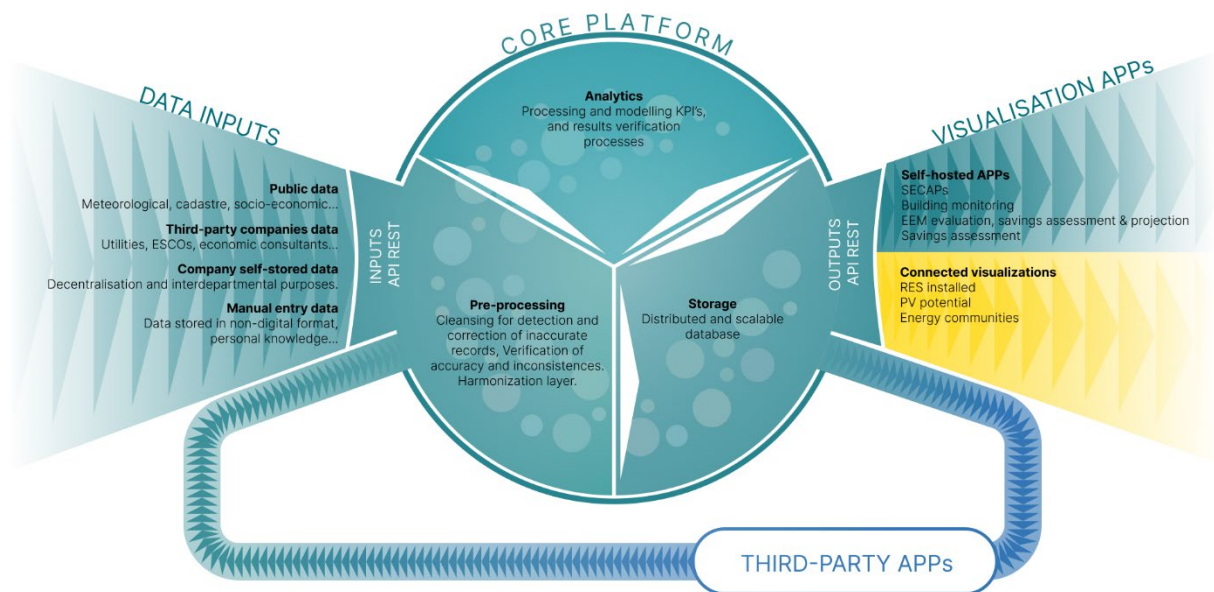 CORE PLATFORM
DATA INPUTS
Public data
Meteorological, cadastre, socio-economic...
Third-party companies data
Utilities, ESCOs, economic consultants...
Company self-stored data
Decentralisation and interdepartmental purposes.
Manual entry data
Data stored in non-digital format,
personal knowledge...
INPUTS
API REST
Analytics
Processing and modelling KPI's,
and results verification
processes
Pre-processing
Cleansing for detection and
correction of inaccurate
records, Verification of
accuracy and inconsistences.
Harmonization layer.
Storage
Distributed and scalable
database
OUTPUTS
API REST
VISUALISATION APPs
Self-hosted APPs
SECAPs
Building monitoring
EEM evaluation, savings assessment & projection
Savings assessment
Connected visualizations
RES installed
PV potential
Energy communities
THIRD-PARTY APPs